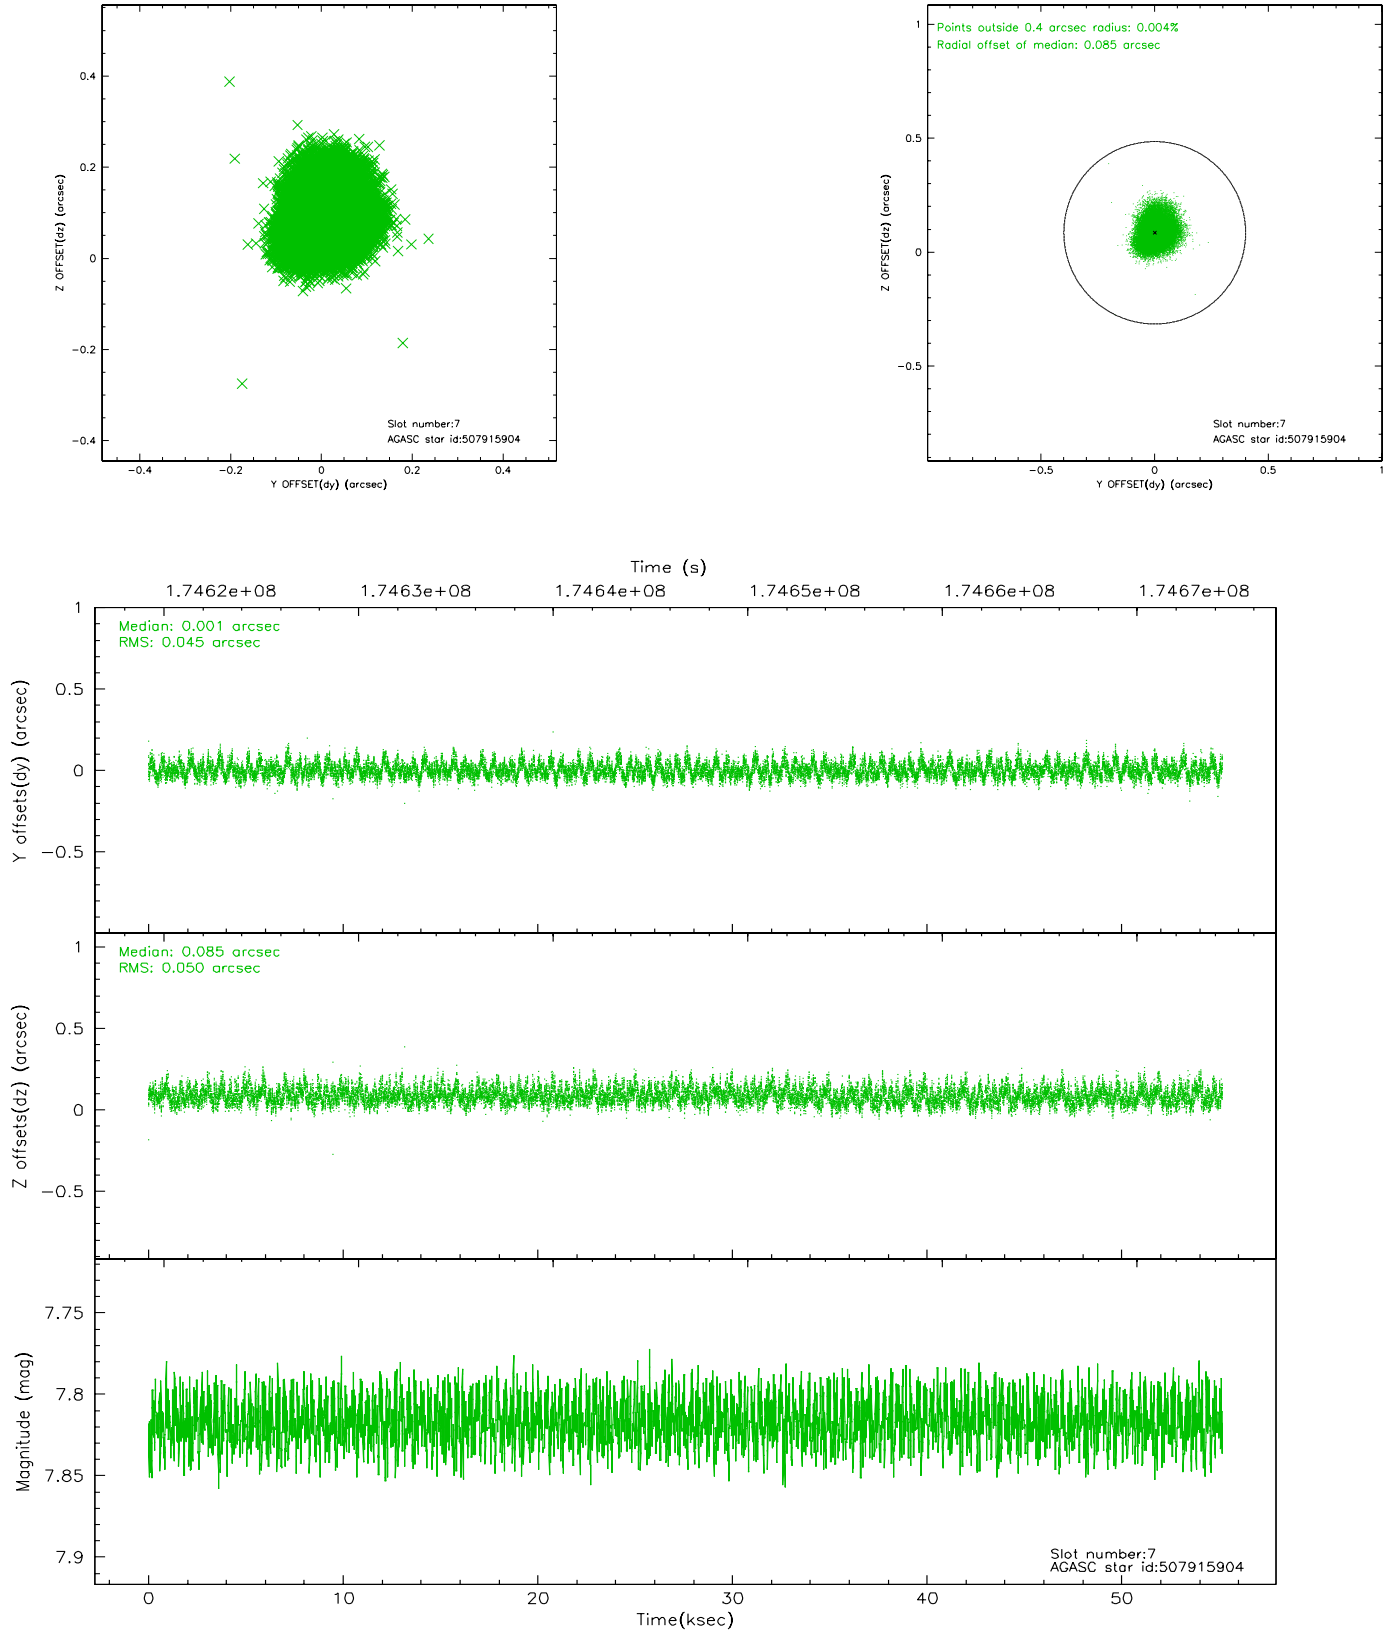 0.4
0.2
0
−0.2
−0.4
Z OFFSET(dz) (arcsec)
Slot number:7
AGASC star id:507915904
−0.4 −0.2 0 0.2 0.4
Y OFFSET(dy) (arcsec)
Points outside 0.4 arcsec radius: 0.004%
Radial offset of median: 0.085 arcsec
1
0.5
0
−0.5
Z OFFSET(dz) (arcsec)
Slot number:7
AGASC star id:507915904
−0.5 0 0.5 1
Y OFFSET(dy) (arcsec)
Time (s)
1.7462e+08 1.7463e+08 1.7464e+08 1.7465e+08 1.7466e+08 1.7467e+08
Median: 0.001 arcsec
RMS: 0.045 arcsec
1
0.5
0
−0.5
Y offsets(dy) (arcsec)
Median: 0.085 arcsec
RMS: 0.050 arcsec
1
0.5
0
−0.5
Z offsets(dz) (arcsec)
7.75
7.8
7.85
7.9
Magnitude (mag)
Slot number:7
AGASC star id:507915904
0 10 20 30 40 50
Time(ksec)